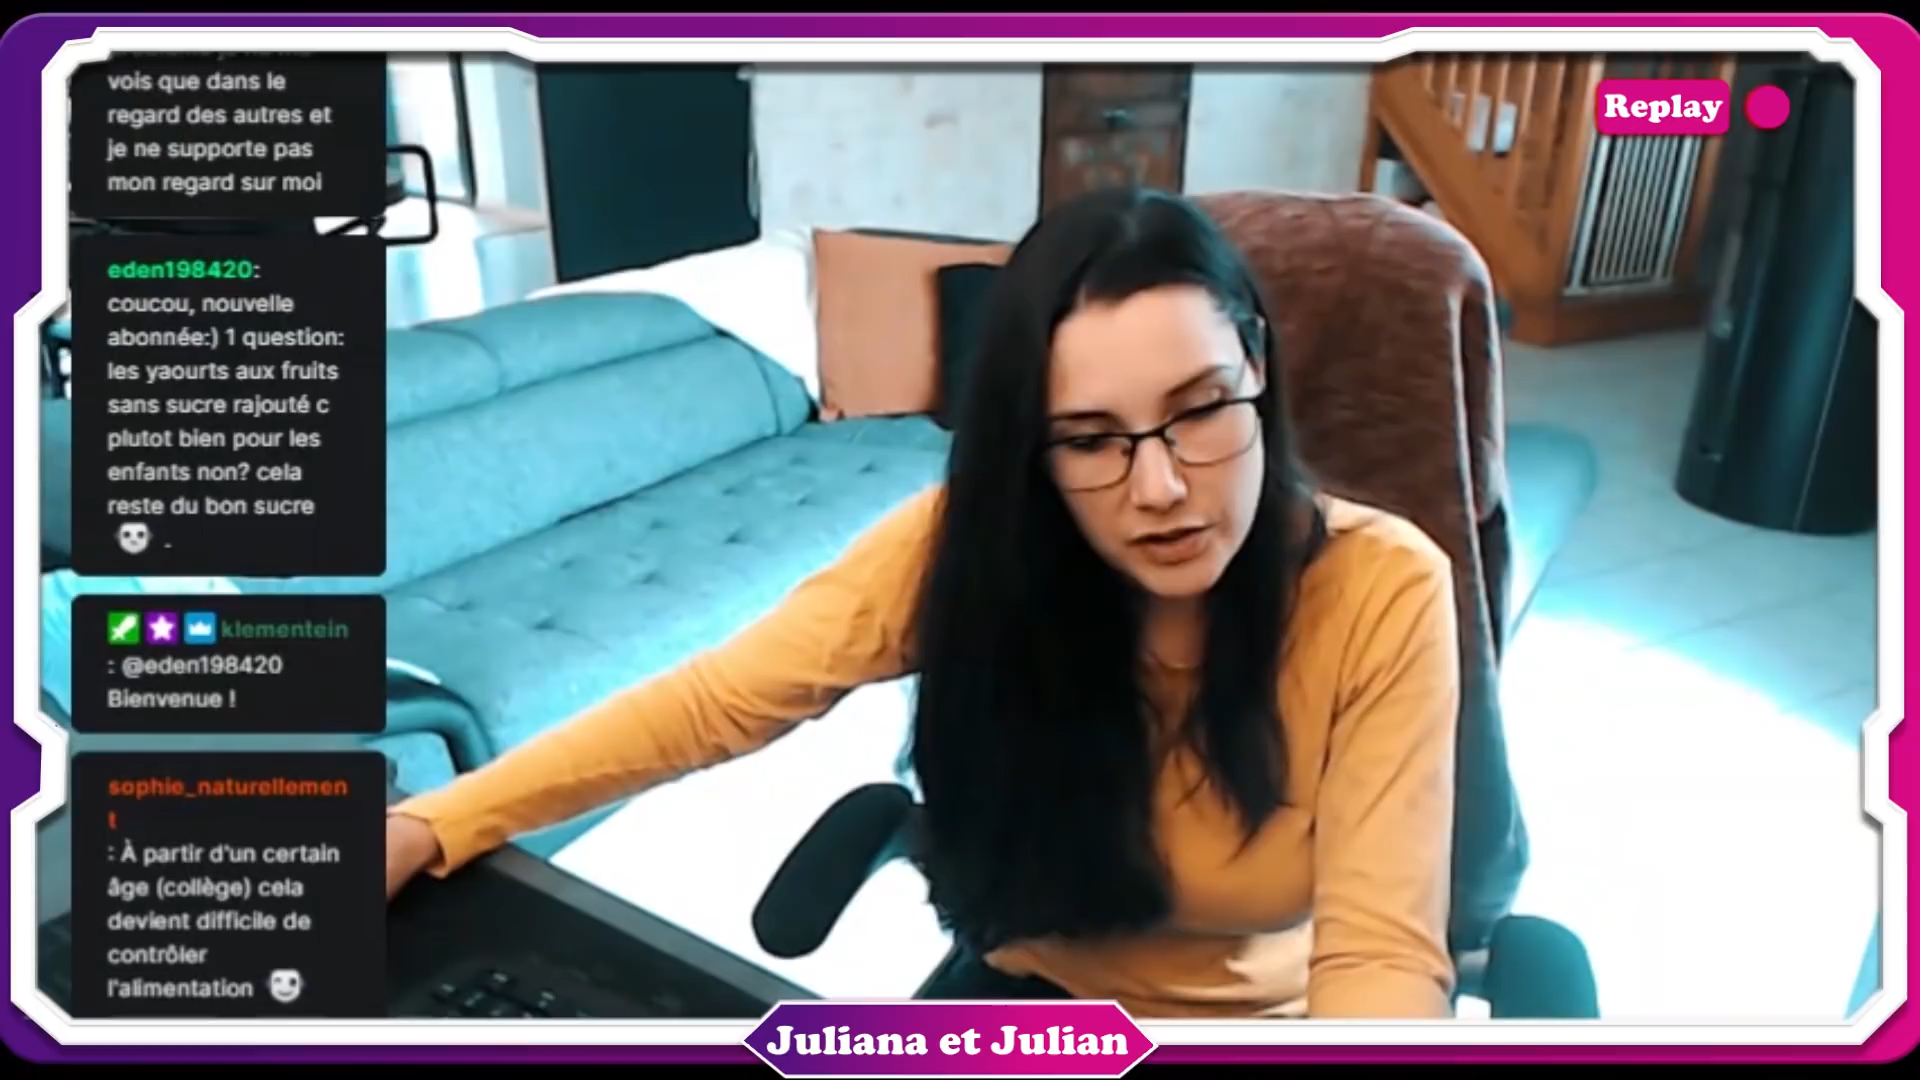 vois que dans le
regard des autres et
je ne supporte pas
mon regard sur moi
eden198420:
coucou, nouvelle
abonnée:) 1 question:
les yaourts aux fruits
sans sucre rajouté c
plutot bien pour les
enfants non? cela
reste du bon sucre
.
klementein
: @eden198420
Bienvenue !
sophie_naturellemen
t
: À partir d'un certain
âge (collège) cela
devient difficile de
contrôler
l'alimentation
Replay
Juliana et Julian